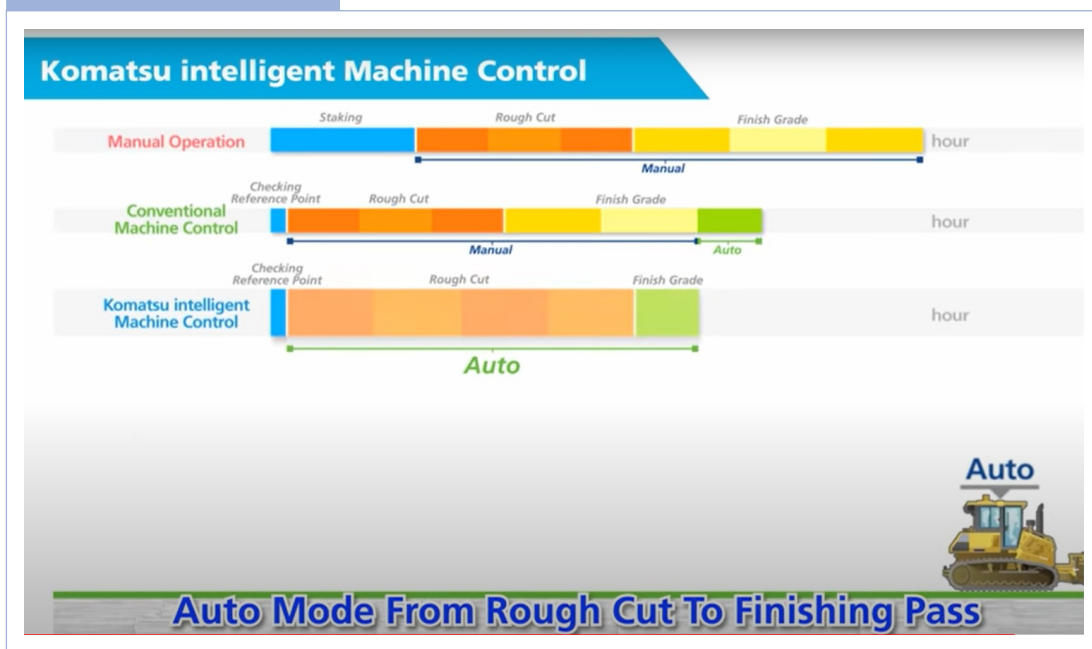 Komatsu intelligent Machine Control
Staking
Rough Cut
Finish Grade
Manual Operation
hour
Manual
Checking
Reference Point
Rough Cut
Finish Grade
Conventional
Machine Control
hour
Manual
Auto
Checking
Reference Point
Rough Cut
Finish Grade
Komatsu intelligent
Machine Control
hour
Auto
Auto
Auto Mode From Rough Cut To Finishing Pass